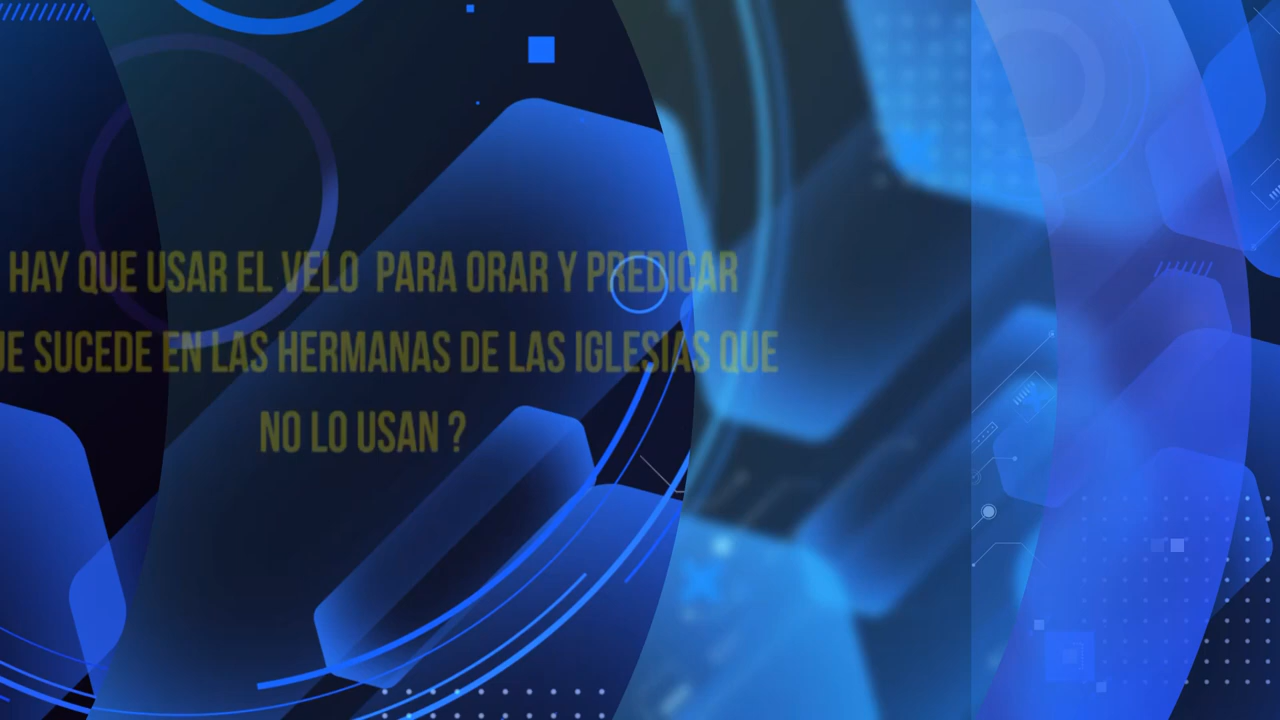 HAY QUE USAR EL VELO PARA ORAR Y PREDICAR
UE SUCEDE EN LAS HERMANAS DE LAS IGLESIAS QUE
NO LO USAN ?